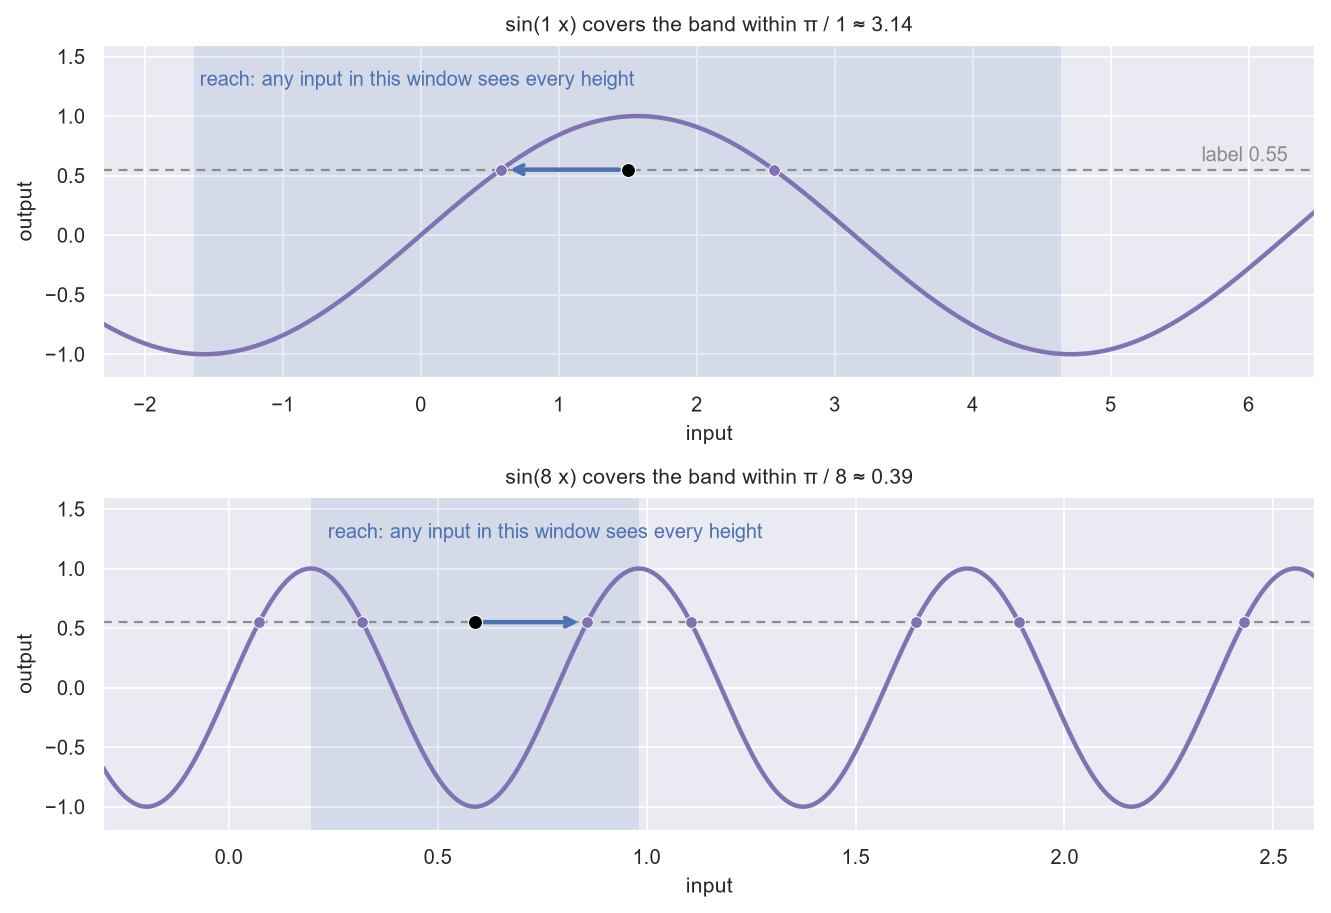 sin(1 x) covers the band within π / 1 ≈ 3.14
1.5
reach: any input in this window sees every height
1.0
label 0.55
0.5
0.0
−0.5
−1.0
output
−2 −1 0 1 2 3 4 5 6
input
sin(8 x) covers the band within π / 8 ≈ 0.39
1.5
reach: any input in this window sees every height
1.0
0.5
0.0
−0.5
−1.0
output
0.0 0.5 1.0 1.5 2.0 2.5
input